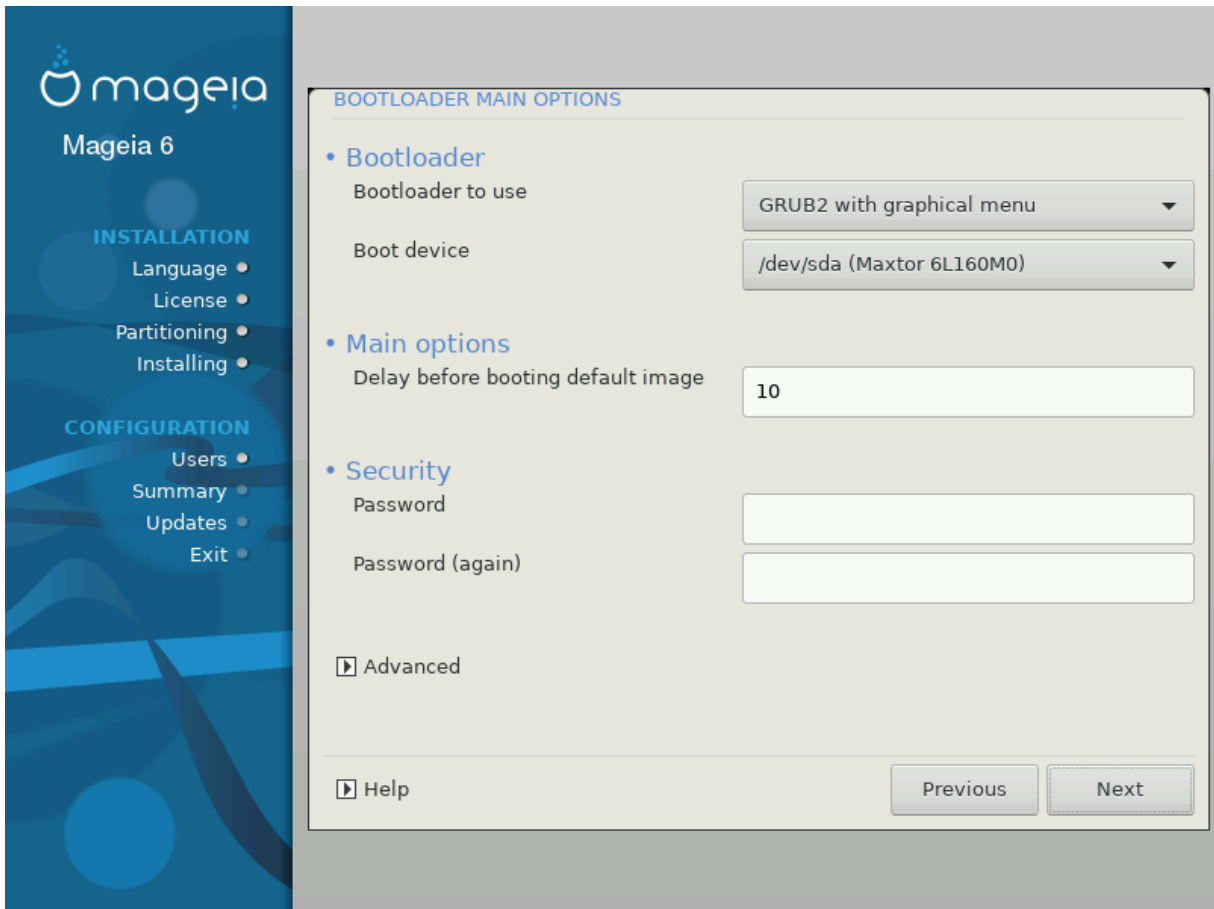 mageia
Mageia 6
INSTALLATION
Language
License
Partitioning
Installing
CONFIGURATION
Users
Summary
Updates
Exit
BOOTLOADER MAIN OPTIONS
• Bootloader
Bootloader to use
GRUB2 with graphical menu
Boot device
/dev/sda (Maxtor 6L160M0)
• Main options
Delay before booting default image
10
• Security
Password
Password (again)
Advanced
Help
Previous
Next